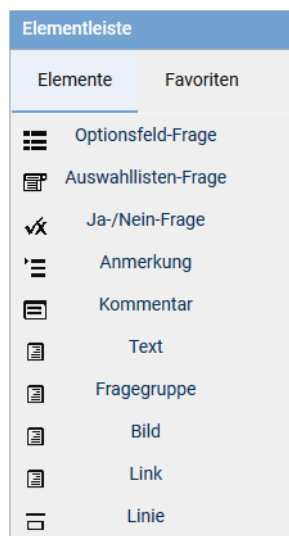 Elementleiste
Elemente Favoriten
Optionsfeld-Frage
Auswahllisten-Frage
Ja-/Nein-Frage
Anmerkung
Kommentar
Text
Fragegruppe
Bild
Link
Linie